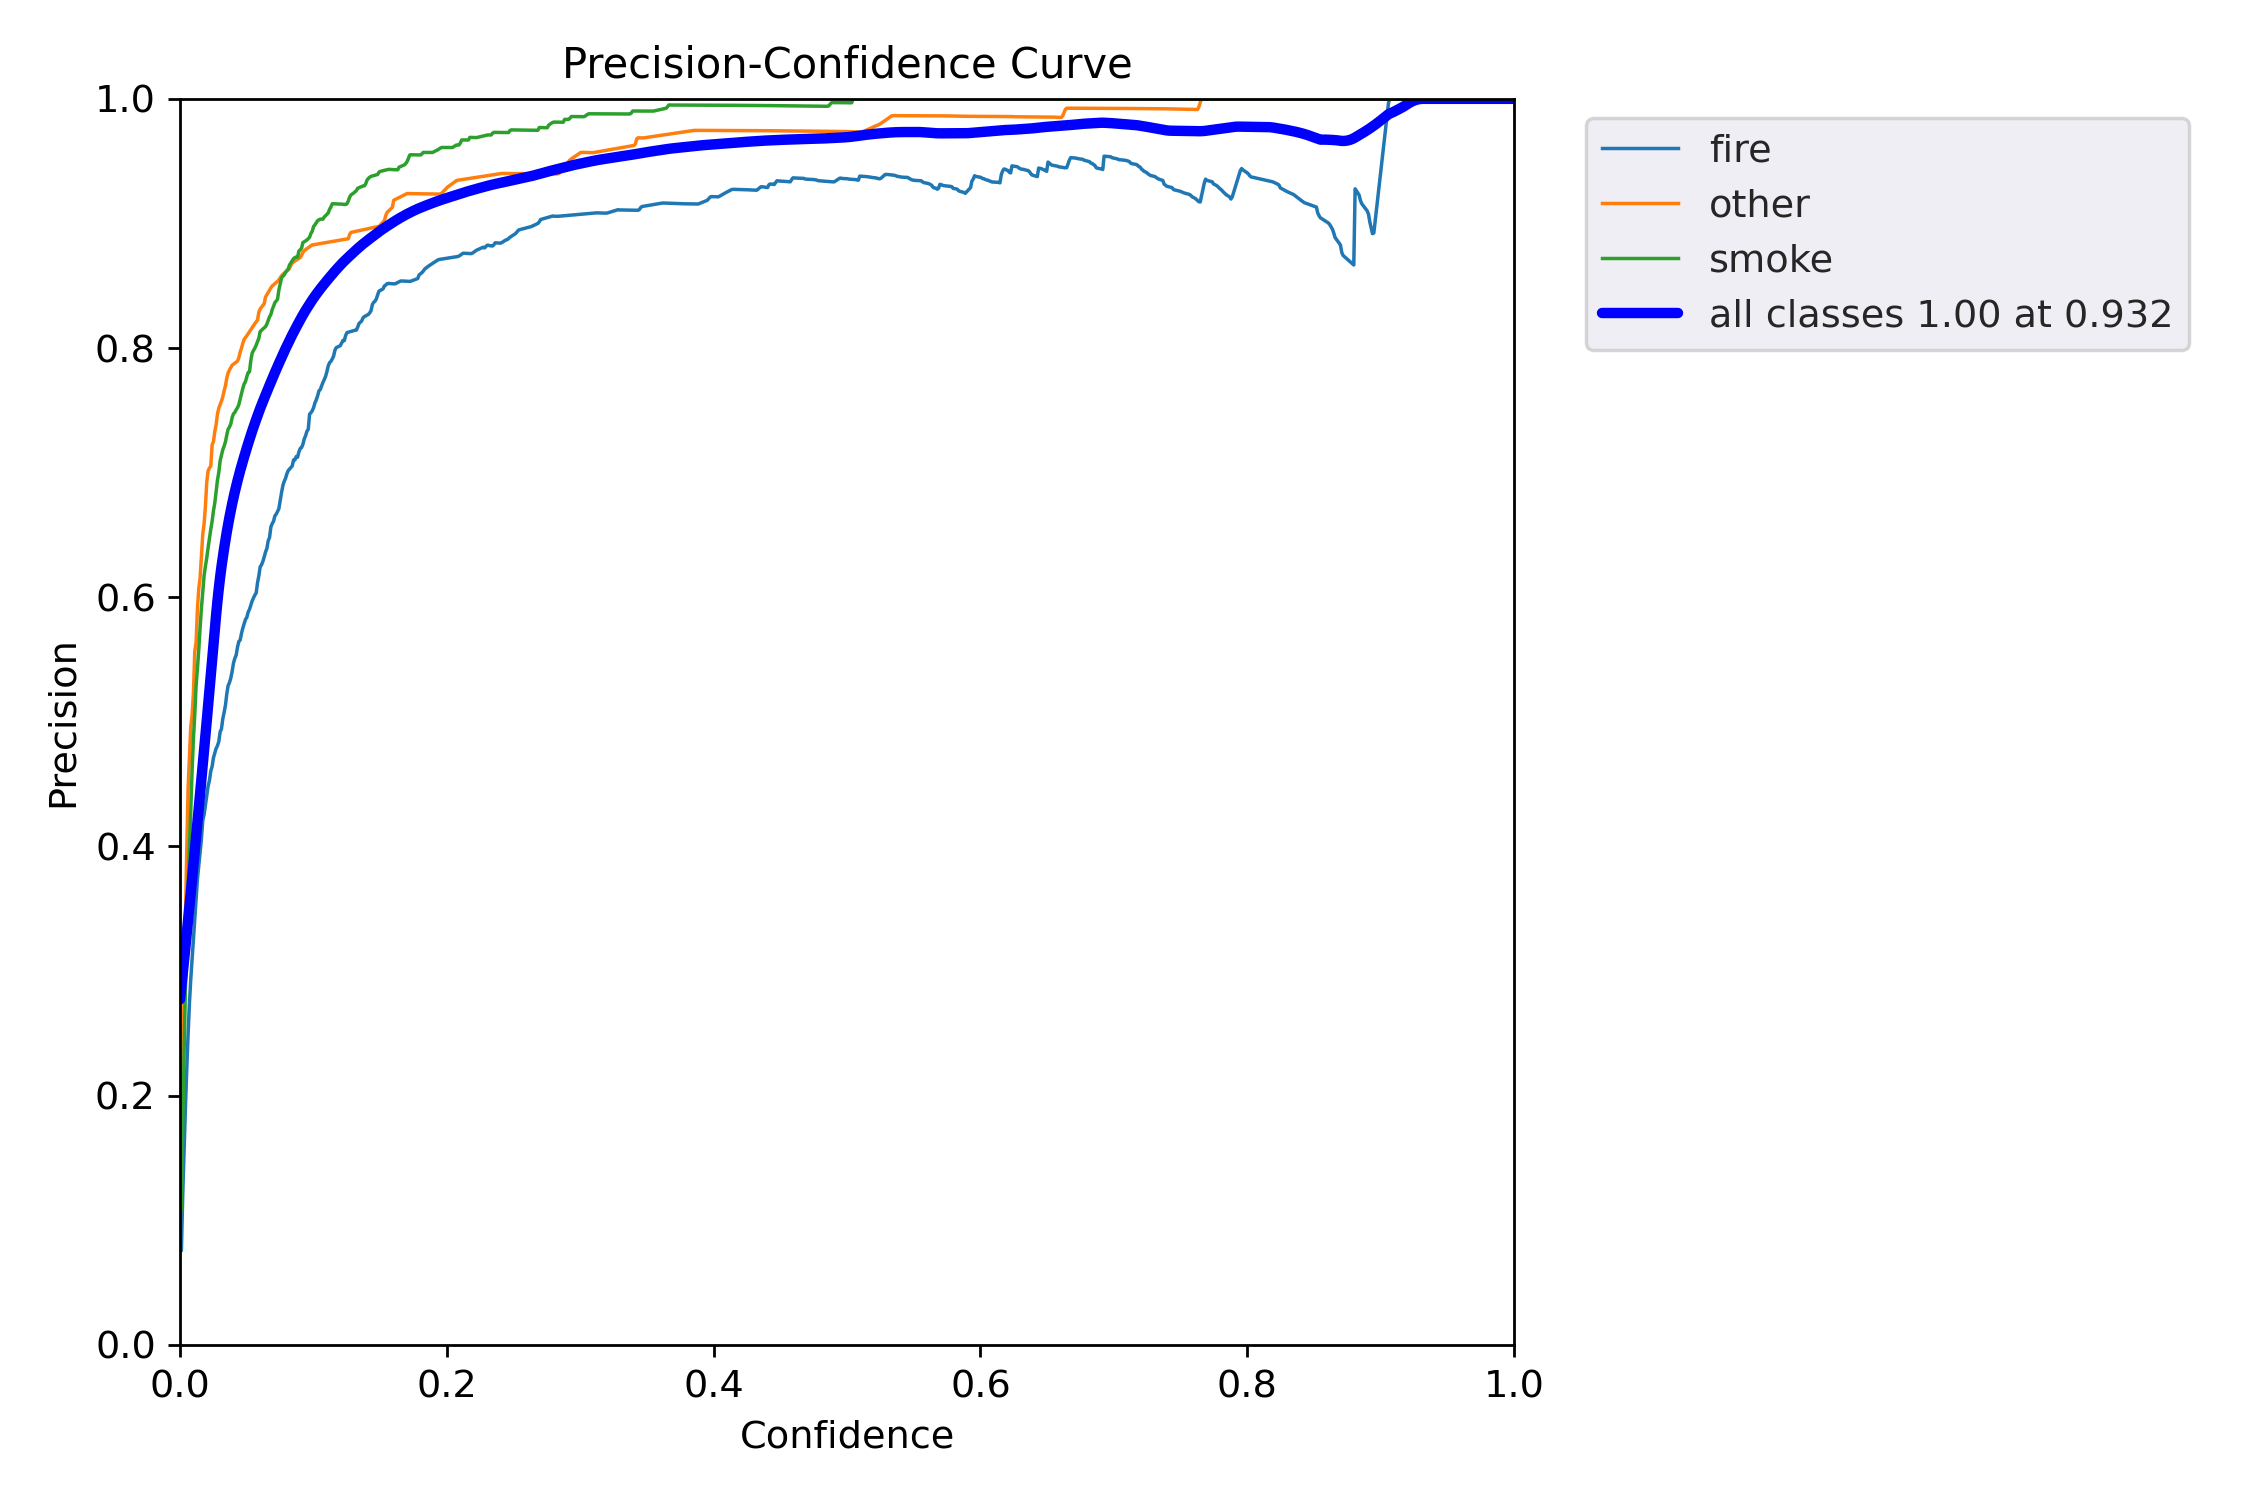 Precision-Confidence Curve
1.0
0.8
0.6
0.4
0.2
0.0
Precision
0.0 0.2 0.4 0.6 0.8 1.0
Confidence
fire
other
smoke
all classes 1.00 at 0.932